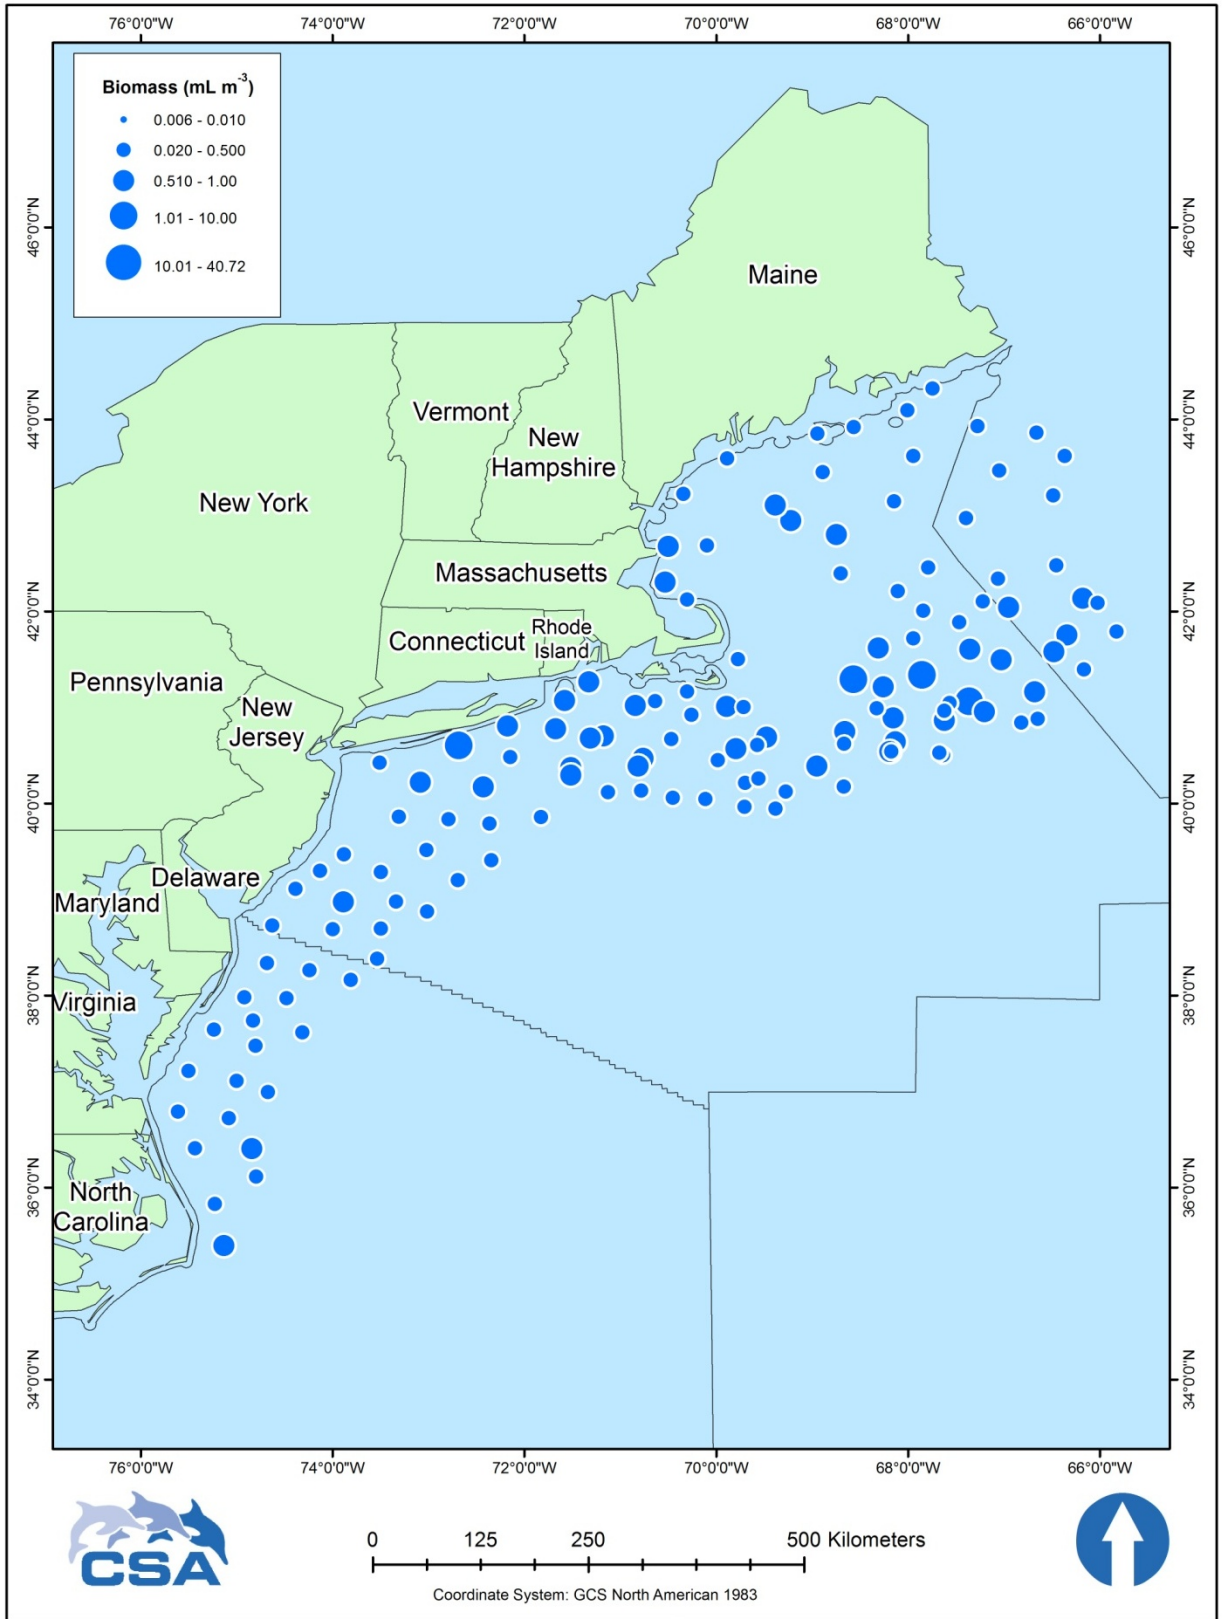 76°0'0"W 74°0'0"W 72°0'0"W 70°0'0"W 68°0'0"W 66°0'0"W
Biomass (mL m-3)
0.006 - 0.010
0.020 - 0.500
0.510 - 1.00
1.01 - 10.00
10.01 - 40.72
46°0'0"N 46°0'0"N
Maine
44°0'0"N 44°0'0"N
Vermont
New
Hampshire
New York
Massachusetts
42°0'0"N 42°0'0"N
Connecticut
Rhode
Island
Pennsylvania
New
Jersey
40°0'0"N 40°0'0"N
Delaware
Maryland
38°0'0"N 38°0'0"N
Virginia
36°0'0"N 36°0'0"N
North
Carolina
34°0'0"N 34°0'0"N
76°0'0"W 74°0'0"W 72°0'0"W 70°0'0"W 68°0'0"W 66°0'0"W
CSA
0 125 250 500 Kilometers
Coordinate System: GCS North American 1983